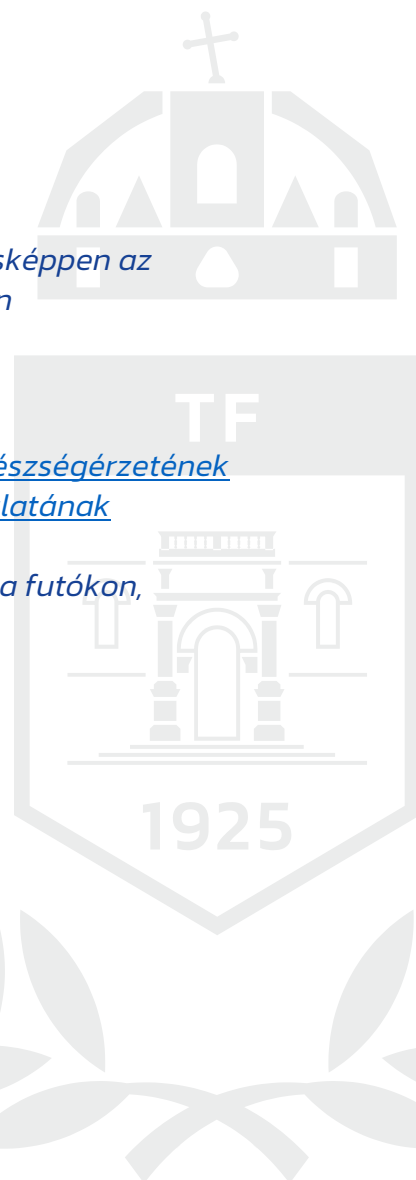 sképpen az
n
TF
észségérzetének
latának
a futókon,
1925